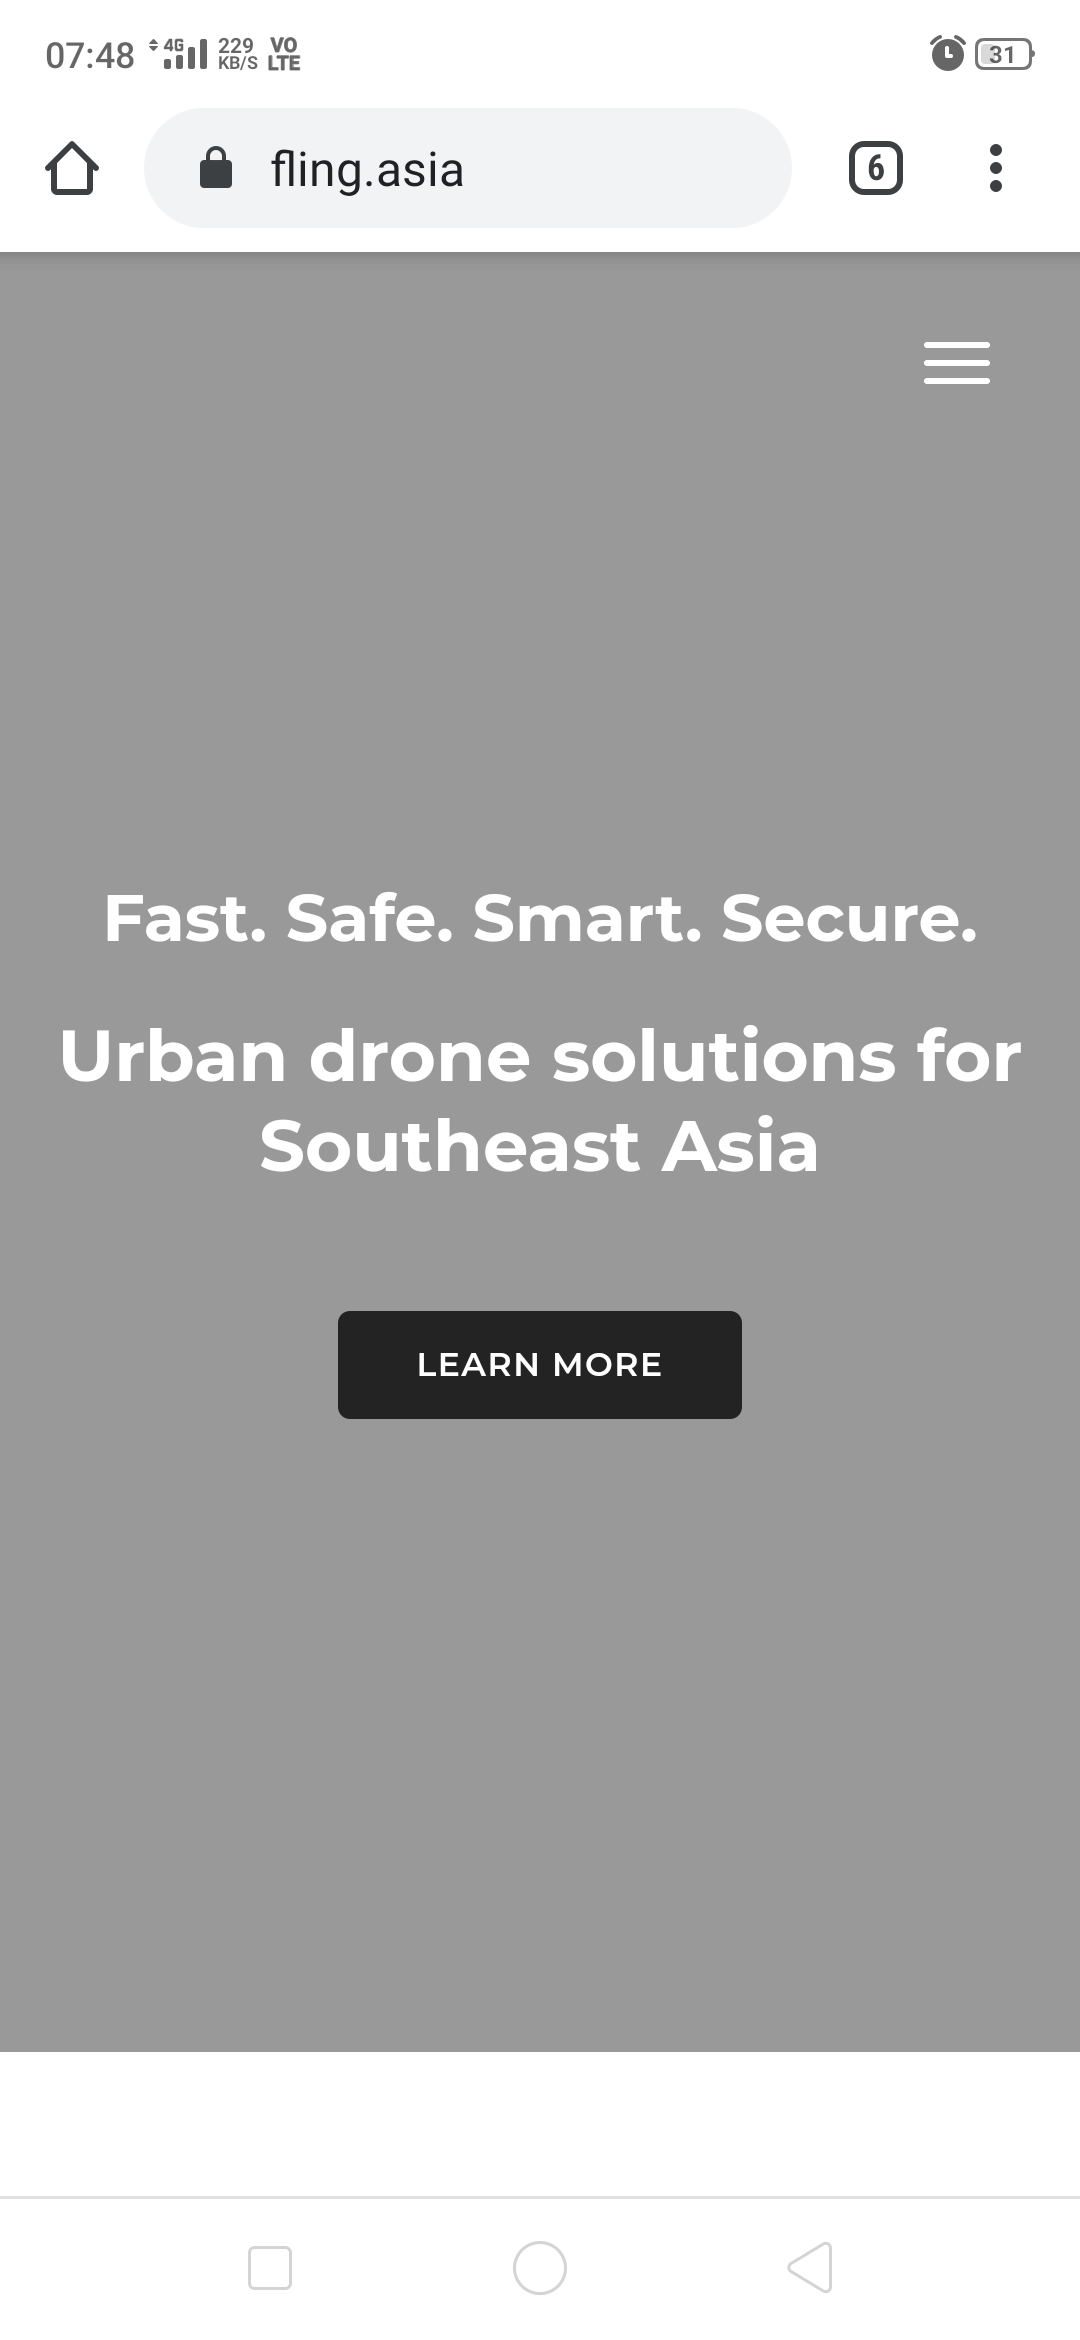 07:48 4G 229 KB/S VO LTE 31
fling.asia 6
Fast. Safe. Smart. Secure.
Urban drone solutions for
Southeast Asia
LEARN MORE